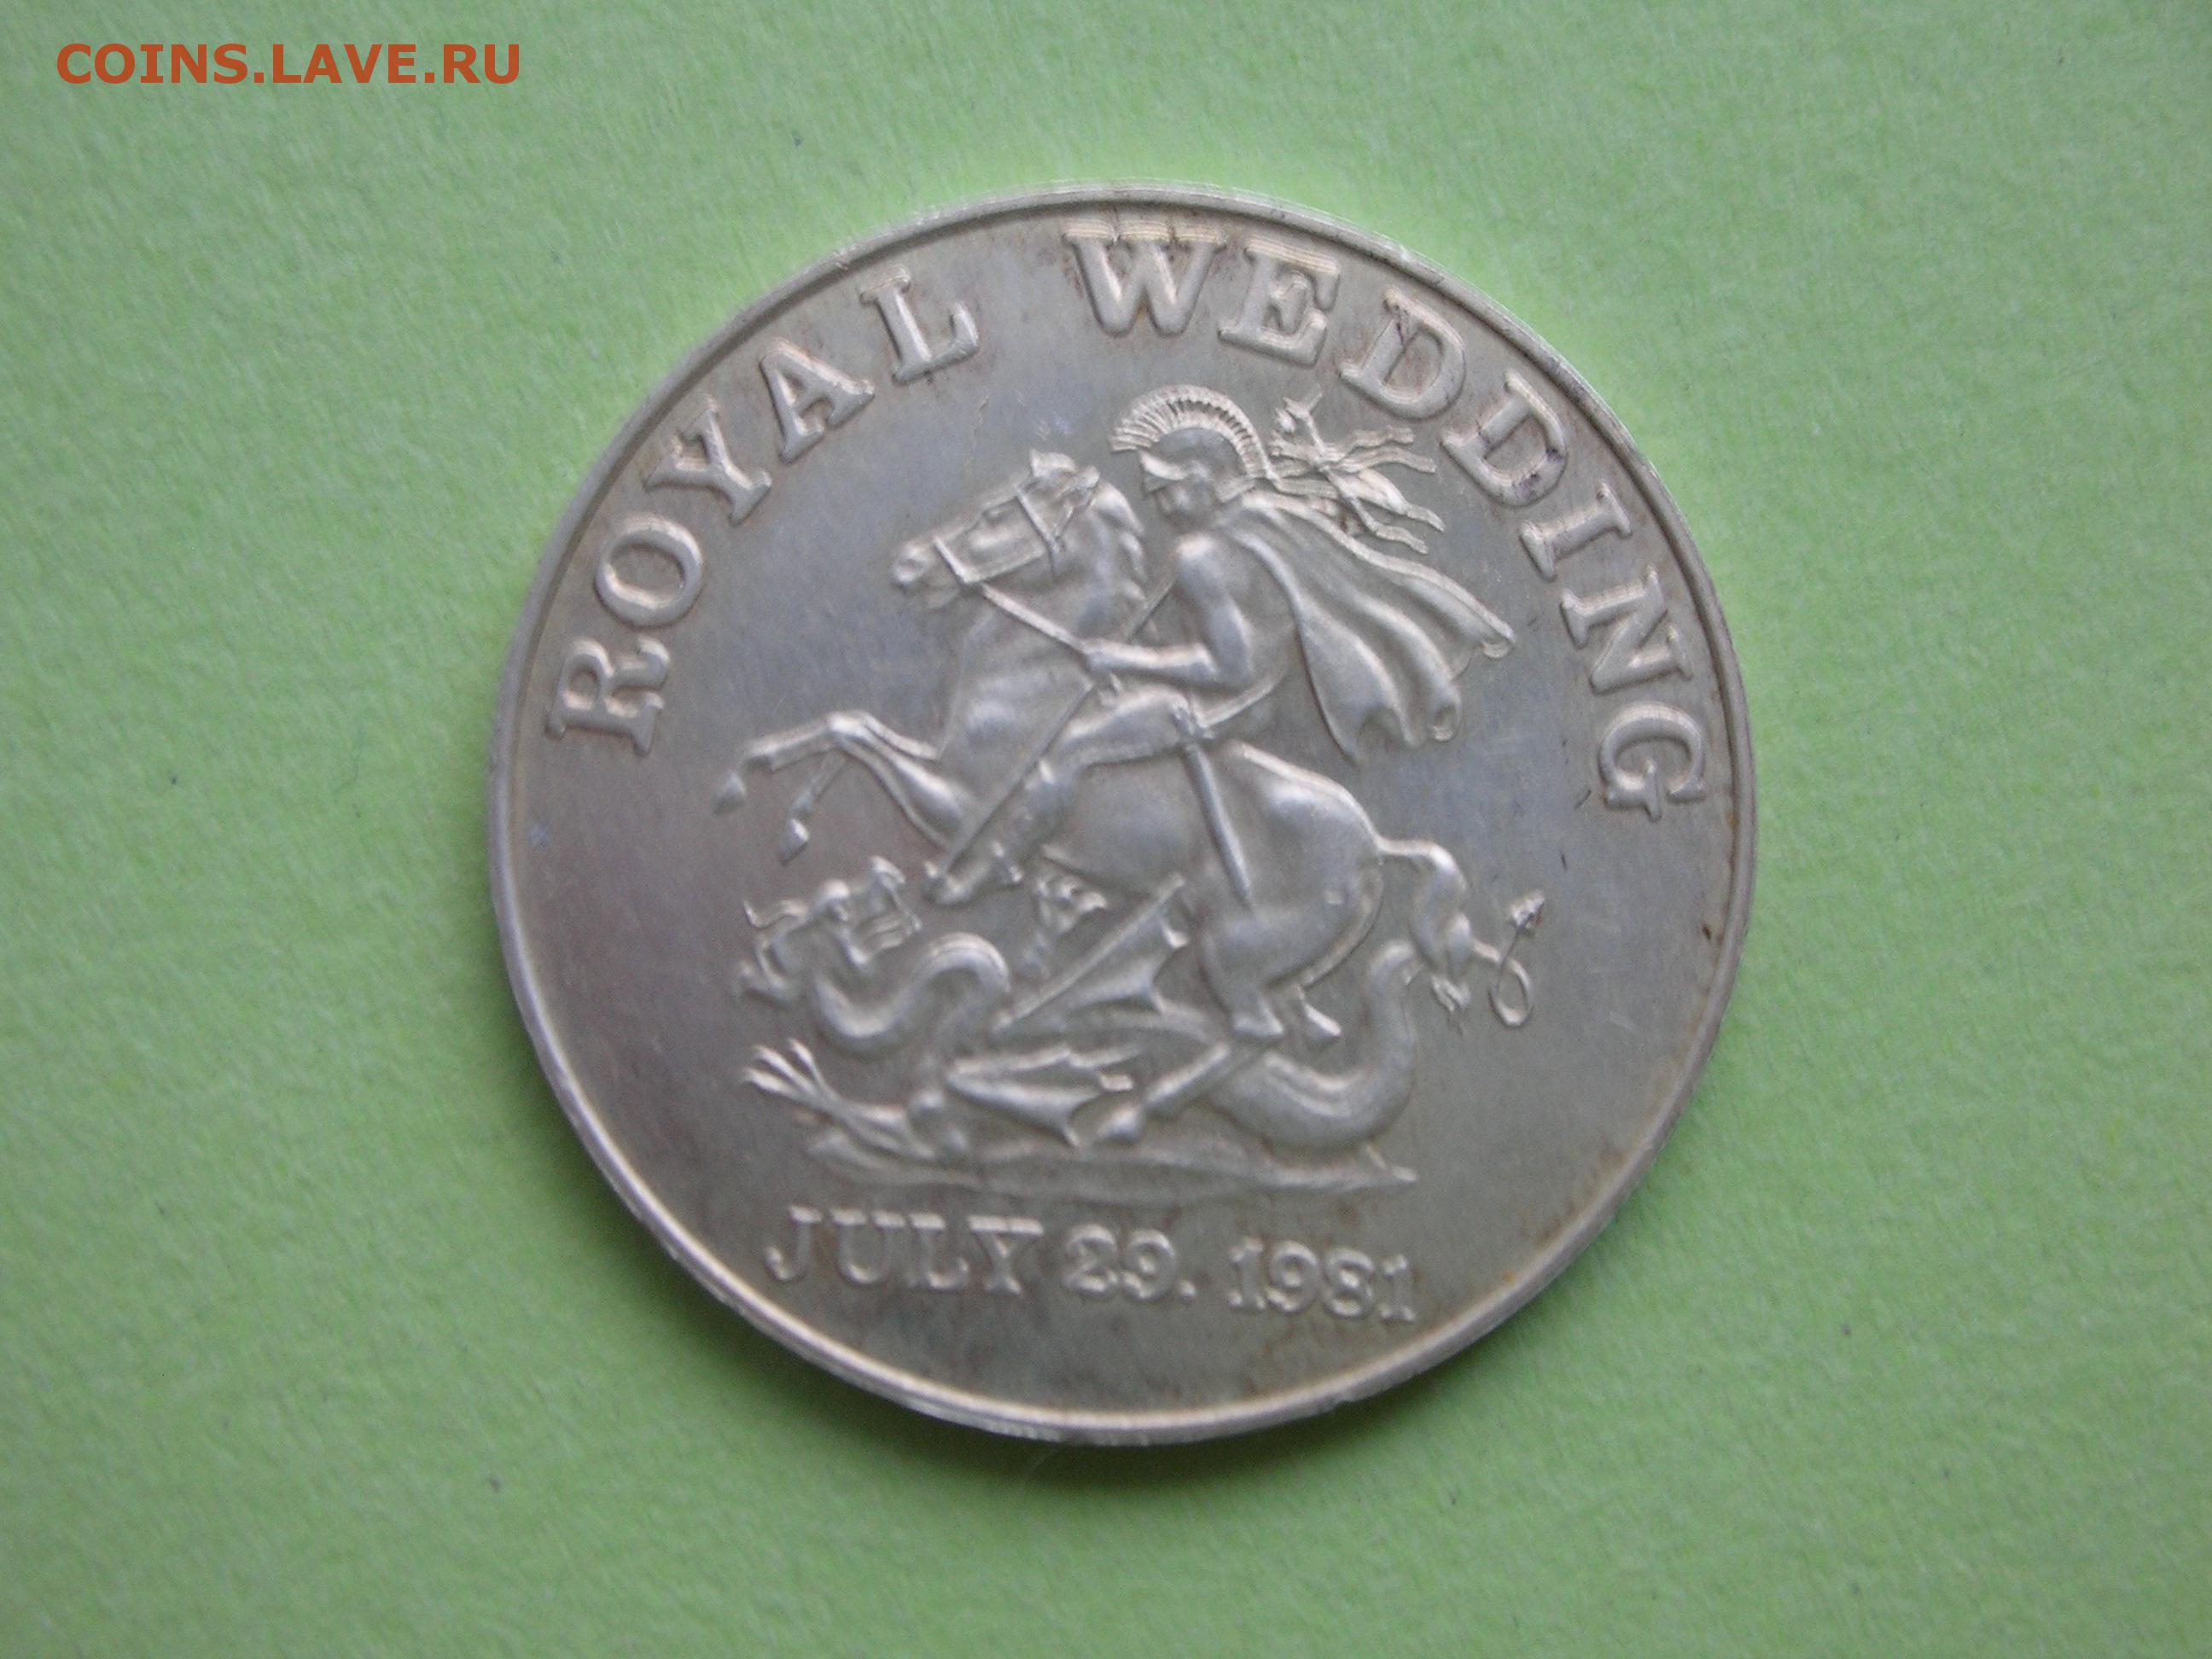 COINS.LAVE.RU
ROYAL WEDDING
JULY 29. 1981